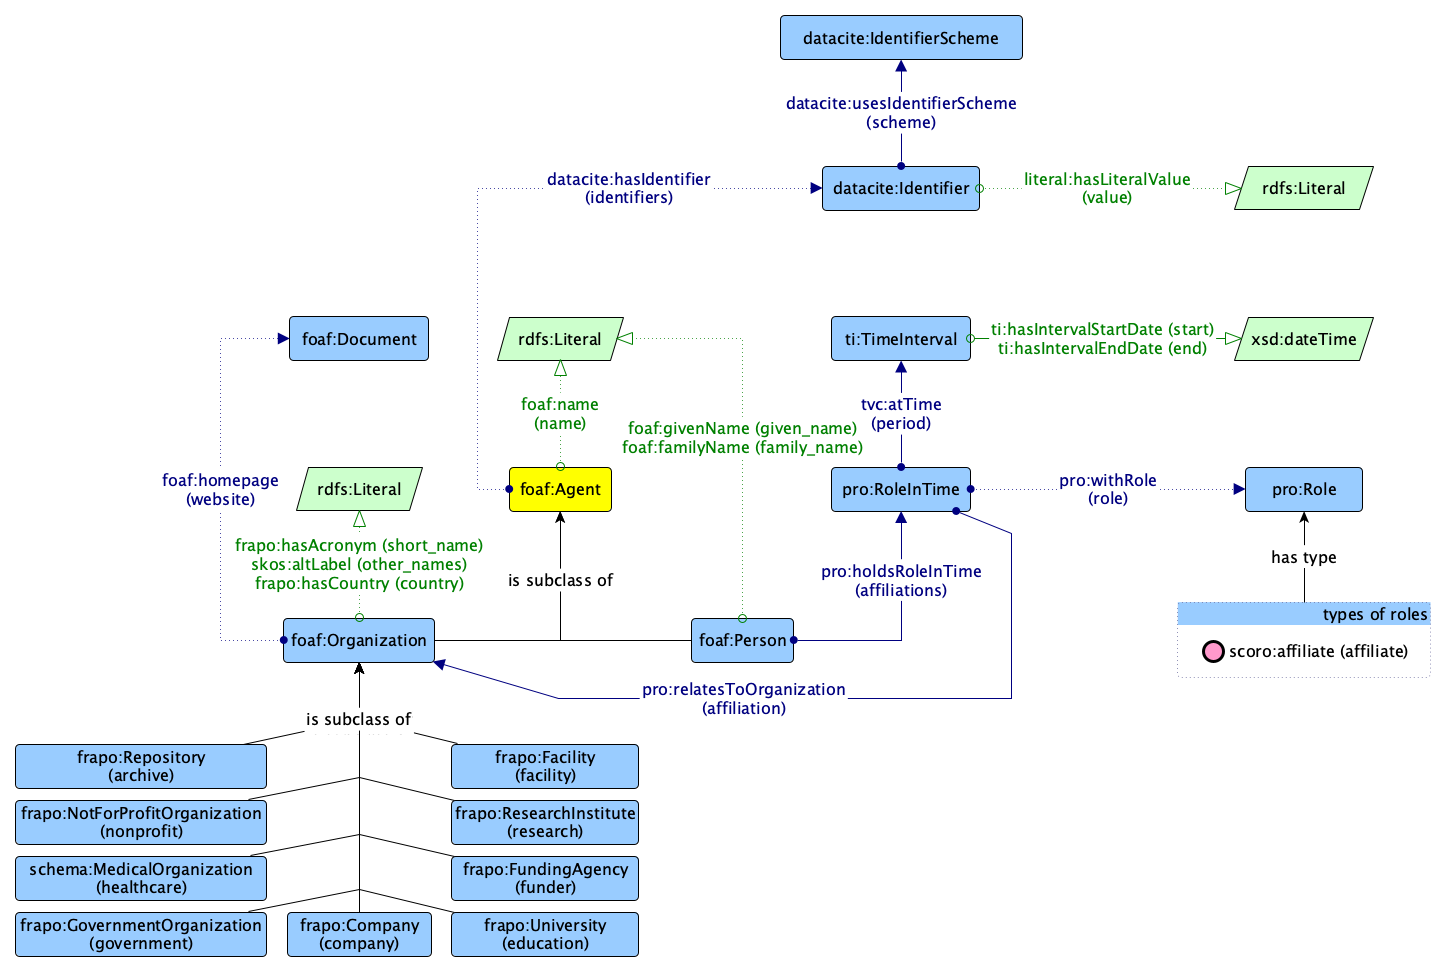 datacite:IdentifierScheme
datacite:usesIdentifierScheme
(scheme)
datacite:hasIdentifier
(identifiers)
datacite:Identifier
literal:hasLiteralValue
(value)
rdfs:Literal
foaf:Document
rdfs:Literal
ti:TimeInterval
ti:hasIntervalStartDate (start)
ti:hasIntervalEndDate (end)
xsd:dateTime
foaf:name
(name)
tvc:atTime
(period)
foaf:givenName (given_name)
foaf:familyName (family_name)
foaf:homepage
(website)
rdfs:Literal
foaf:Agent
pro:RoleInTime
pro:withRole
(role)
pro:Role
frapo:hasAcronym (short_name)
skos:altLabel (other_names)
frapo:hasCountry (country)
is subclass of
pro:holdsRoleInTime
(affiliations)
has type
types of roles
scoro:affiliate (affiliate)
foaf:Organization
foaf:Person
pro:relatesToOrganization
(affiliation)
is subclass of
frapo:Repository
(archive)
frapo:Facility
(facility)
frapo:NotForProfitOrganization
(nonprofit)
frapo:ResearchInstitute
(research)
schema:MedicalOrganization
(healthcare)
frapo:FundingAgency
(funder)
frapo:GovernmentOrganization
(government)
frapo:Company
(company)
frapo:University
(education)